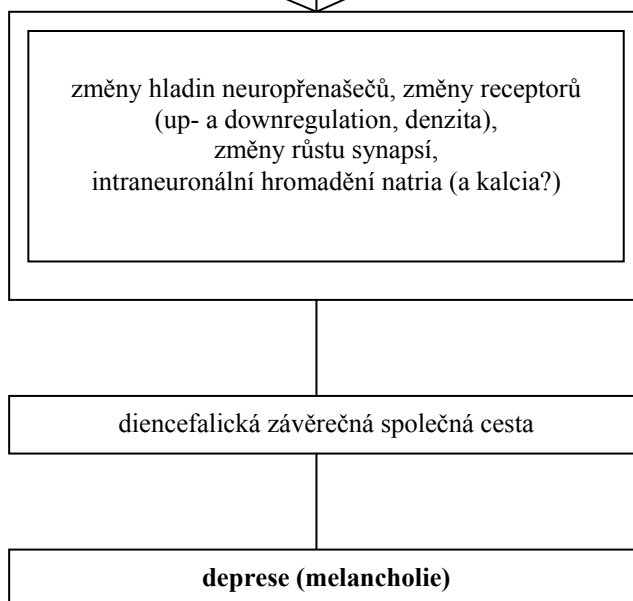 změny hladin neuropřenašečů, změny receptorů
(up- a downregulation, denzita),
změny růstu synapsí,
intraneuronální hromadění natria (a kalcia?)
diencefalická závěrečná společná cesta
deprese (melancholie)